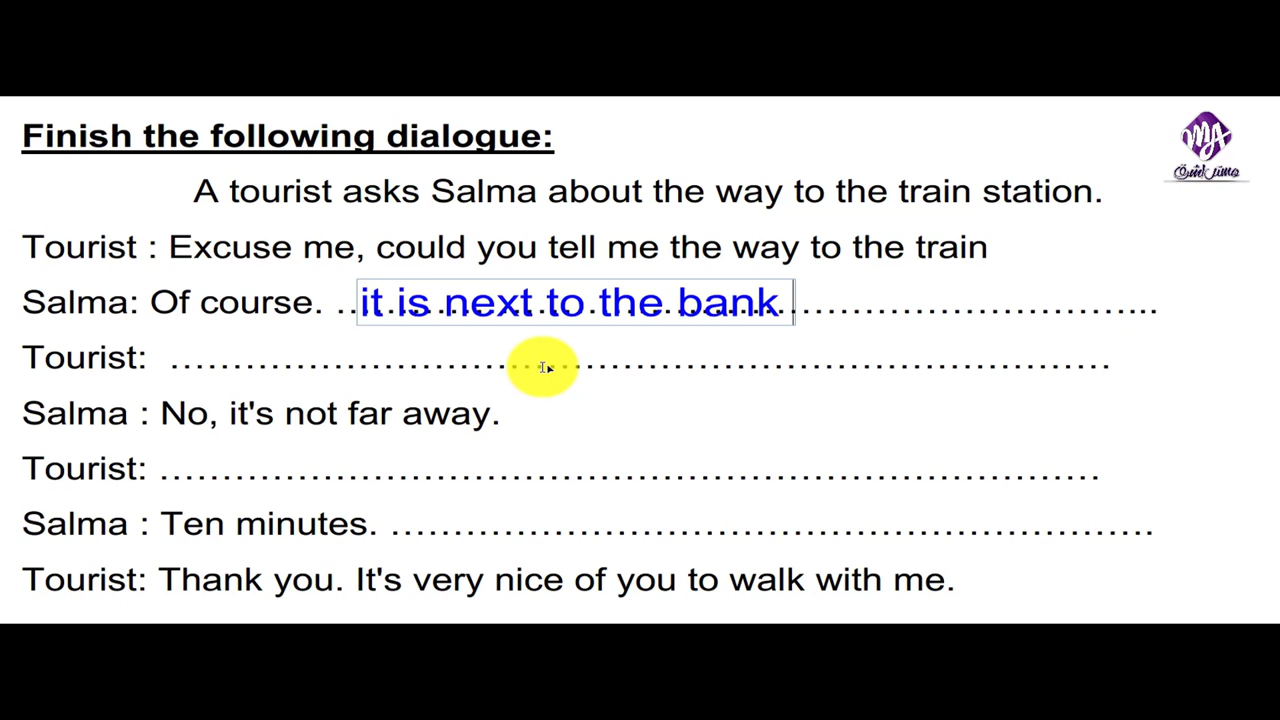 Finish the following dialogue:
MA
A tourist asks Salma about the way to the train station.
Tourist : Excuse me, could you tell me the way to the train
Salma: Of course. ..it is next to the bank...............................
Tourist: ............................................................................
Salma : No, it's not far away.
Tourist: ............................................................................
Salma : Ten minutes. .............................................................
Tourist: Thank you. It's very nice of you to walk with me.